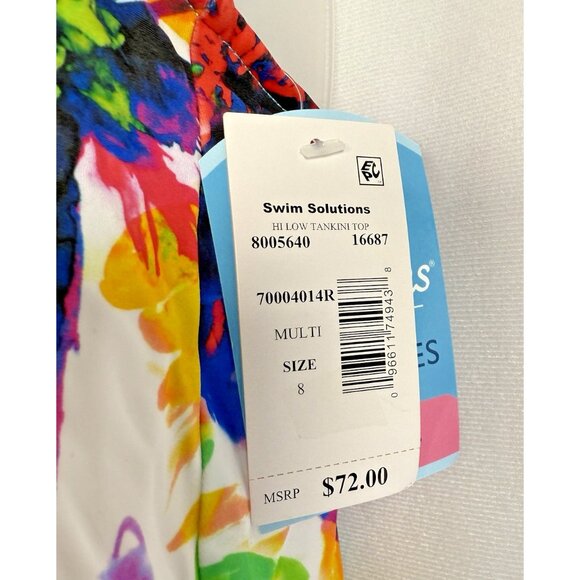 EPC
Swim Solutions
HI LOW TANKINI TOP
8005640 16687
70004014R
MULTI
SIZE
8
0 96611 74943 8
MSRP $72.00